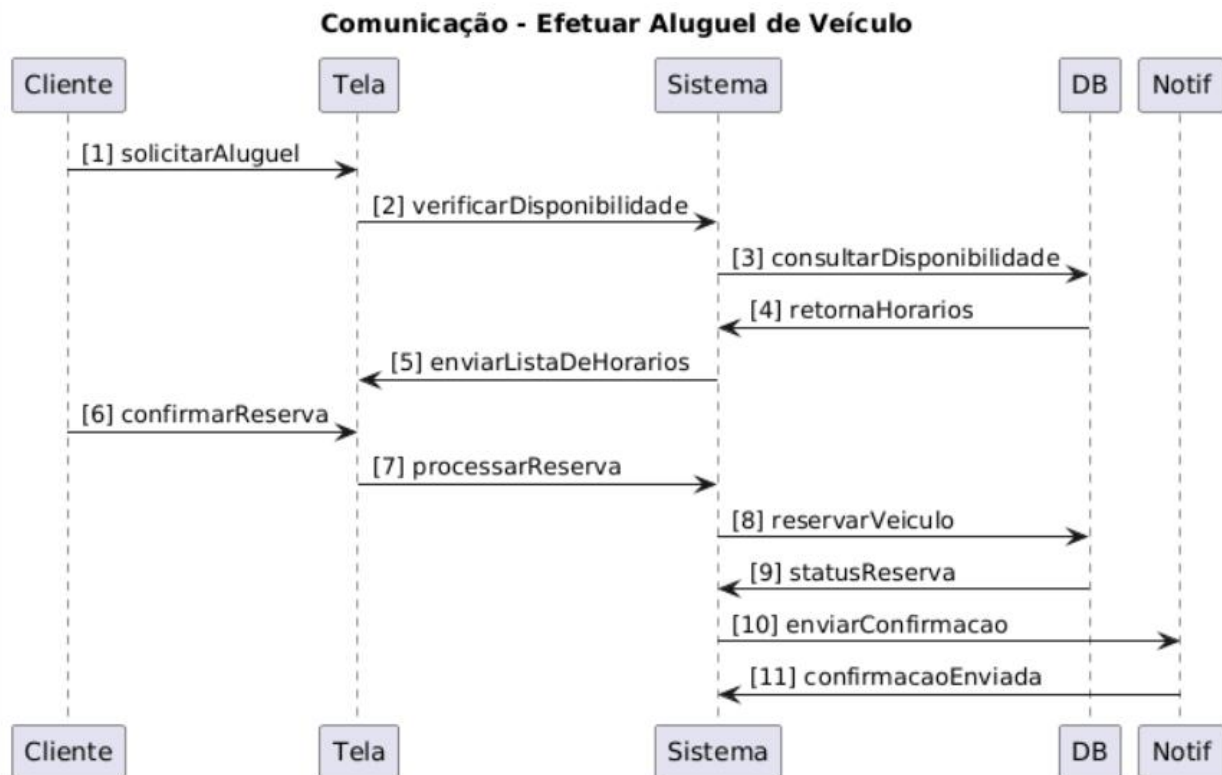 Comunicação - Efetuar Aluguel de Veículo
Cliente Tela Sistema DB Notif
[1] solicitarAluguel
[2] verificarDisponibilidade
[3] consultarDisponibilidade
[4] retornaHorarios
[5] enviarListaDeHorarios
[6] confirmarReserva
[7] processarReserva
[8] reservarVeiculo
[9] statusReserva
[10] enviarConfirmacao
[11] confirmacaoEnviada
Cliente Tela Sistema DB Notif